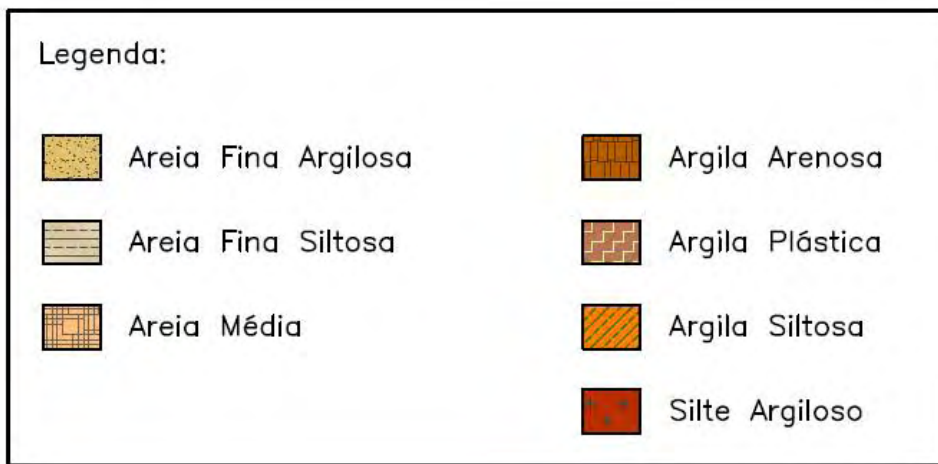 Legenda:
Areia Fina Argilosa
Areia Fina Siltosa
Areia Média
Argila Arenosa
Argila Plástica
Argila Siltosa
Silte Argiloso